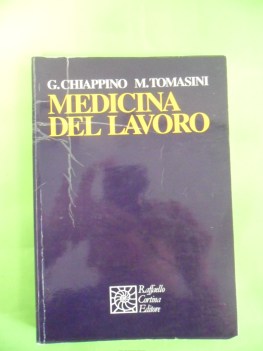 G. CHIAPPINO M. TOMASINI
MEDICINA
DEL LAVORO
Raffaello
Cortina
Editore